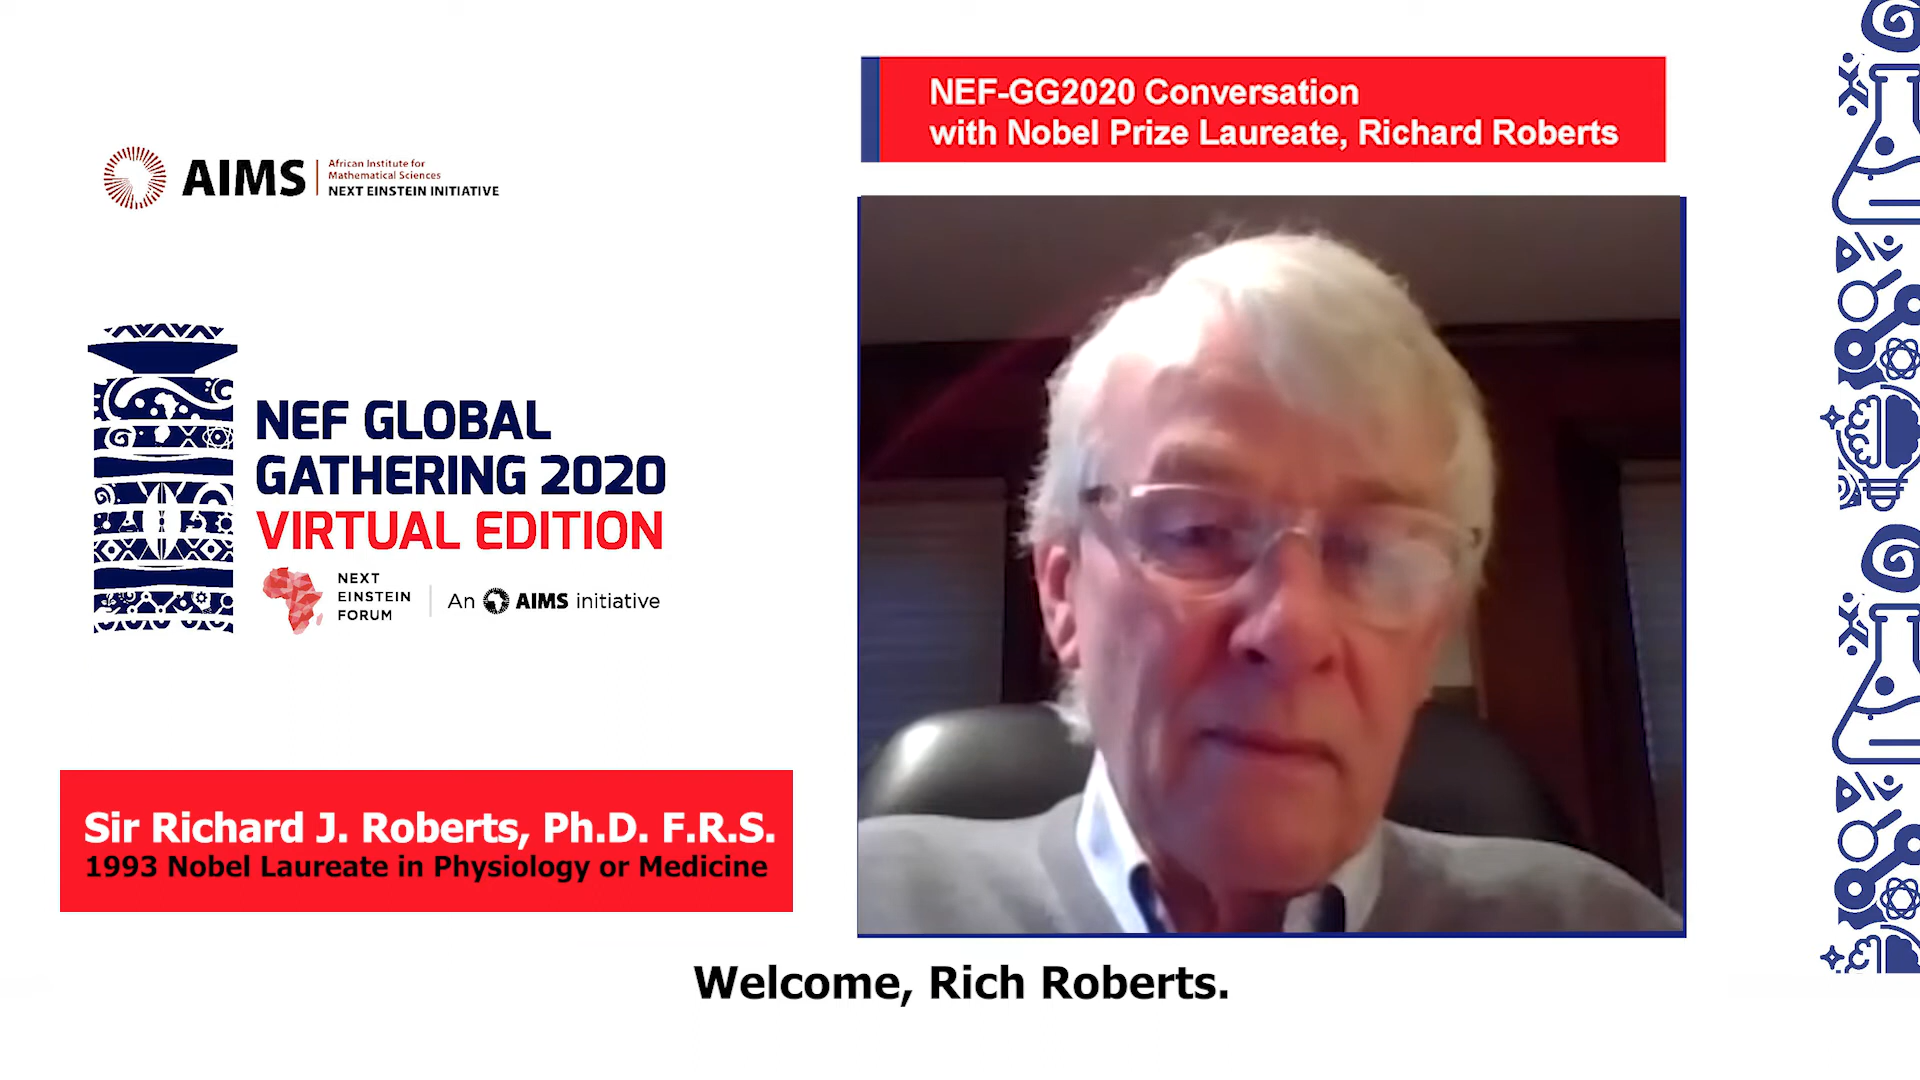 AIMS
African Institute for
Mathematical Sciences
NEXT EINSTEIN INITIATIVE
NEF GLOBAL
GATHERING 2020
VIRTUAL EDITION
NEXT
EINSTEIN
FORUM
An AIMS initiative
Sir Richard J. Roberts, Ph.D. F.R.S.
1993 Nobel Laureate in Physiology or Medicine
NEF-GG2020 Conversation
with Nobel Prize Laureate, Richard Roberts
Welcome, Rich Roberts.